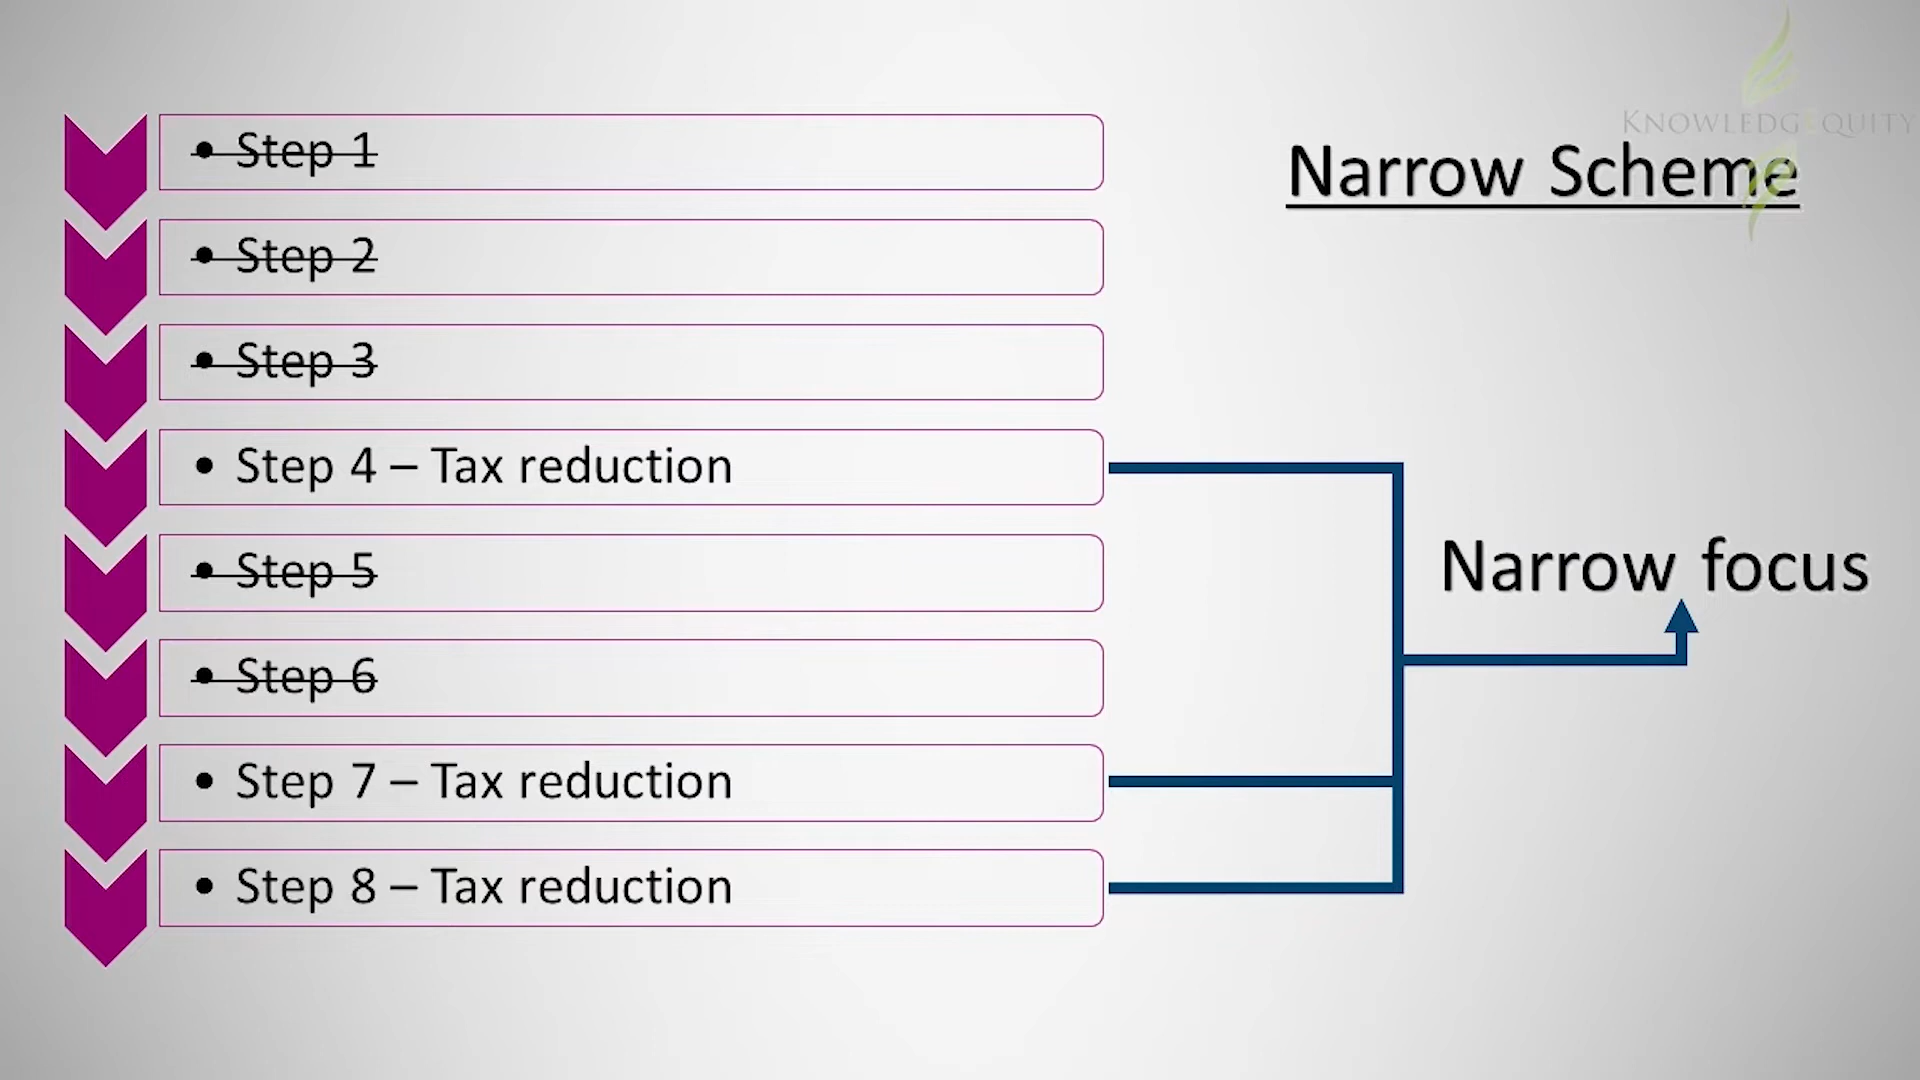 KNOWLEDGEQUITY
Narrow Scheme
• Step 1
• Step 2
• Step 3
• Step 4 – Tax reduction
• Step 5
• Step 6
• Step 7 – Tax reduction
• Step 8 – Tax reduction
Narrow focus